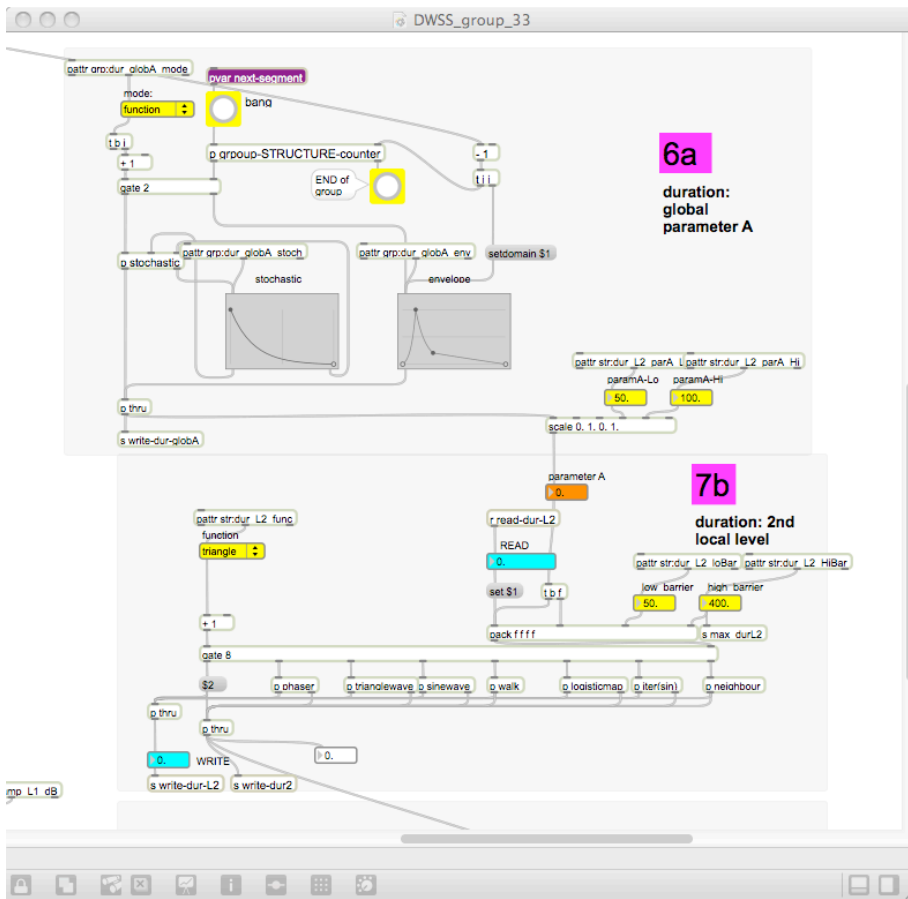 DWSS_group_33
pattr grp:dur_globA_mode
pvar next-segment
mode:
bang
function
t b i
p grpoup-STRUCTURE-counter
- 1
6a
+ 1
END of
group
t i i
gate 2
duration:
global
parameter A
p stochastic
pattr grp:dur_globA_stoch
pattr grp:dur_globA_env
setdomain $1
stochastic
envelope
pattr str:dur_L2_parA_L
pattr str:dur_L2_parA_Hi
paramA-Lo
paramA-Hi
50.
100.
p thru
scale 0. 1. 0. 1.
s write-dur-globA
parameter A
0.
7b
pattr str:dur_L2_func
r read-dur-L2
duration: 2nd
local level
function
READ
triangle
0.
pattr str:dur_L2_loBar
pattr str:dur_L2_HiBar
set $1
t b f
low_barrier
high_barrier
50.
400.
+ 1
pack f f f f
s max_durL2
gate 8
$2
p phaser
p trianglewave
p sinewave
p walk
p logisticmap
p iter(sin)
p neighbour
p thru
p thru
0.
WRITE
0.
s write-dur-L2
s write-dur2
mp_L1_dB